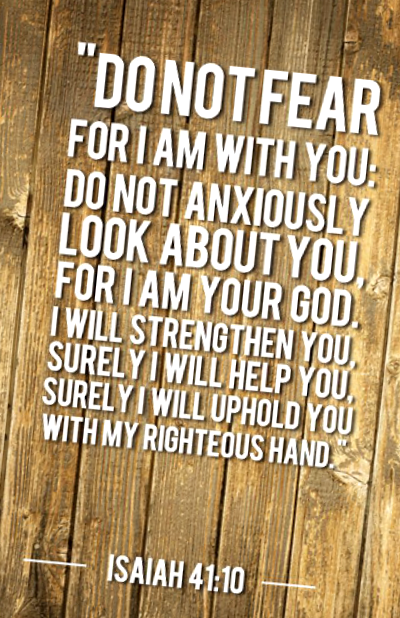 "DO NOT FEAR
FOR I AM WITH YOU:
DO NOT ANXIOUSLY
LOOK ABOUT YOU,
FOR I AM YOUR GOD.
I WILL STRENGTHEN YOU,
SURELY I WILL HELP YOU,
SURELY I WILL UPHOLD YOU
WITH MY RIGHTEOUS HAND."
ISAIAH 41:10